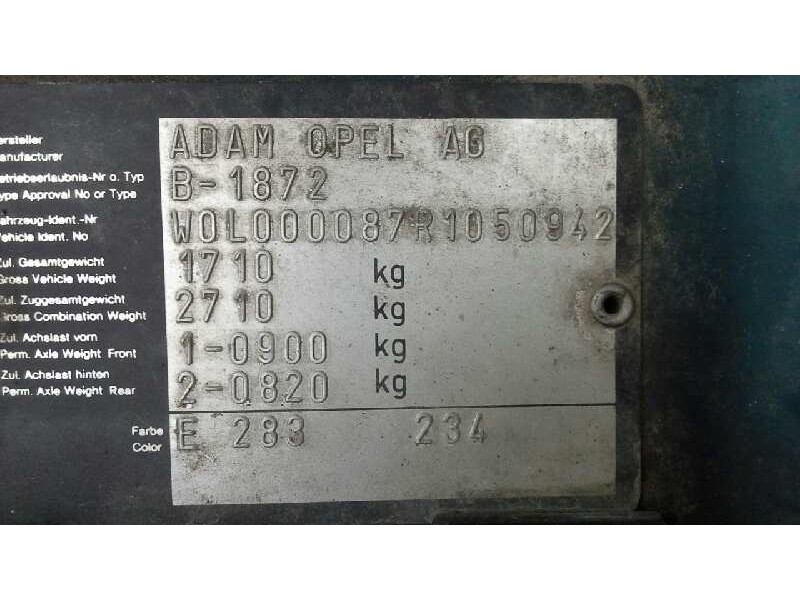 ersteller ADAM OPEL AG
anufacturer
etriebserlaubnis-Nr o. Typ B-1872
ype Approval No or Type
ahrzeug-Ident.-Nr W0L000087R1050942
ehicle Ident. No
Zul. Gesamtgewicht 1710 kg
Gross Vehicle Weight
Zul. Zuggesamtgewicht 2710 kg
Gross Combination Weight
Zul. Achslast vorn 1-0900 kg
Perm. Axle Weight Front
Zul. Achslast hinten 2-0820 kg
Perm. Axle Weight Rear
Farbe E 283 234
Color